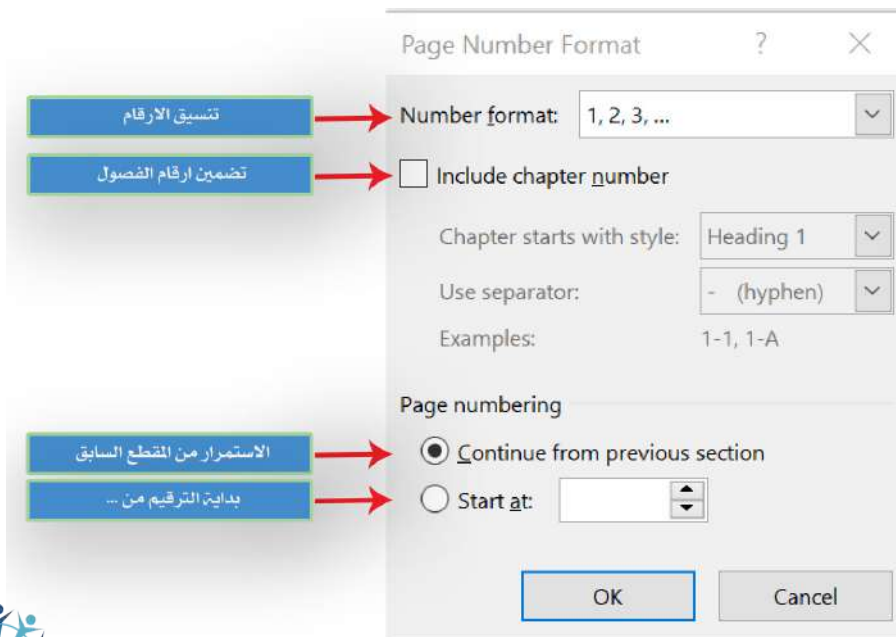 Page Number Format ?
تنسيق الارقام
Number format: 1, 2, 3, ...
تضمين ارقام الفصول
Include chapter number
Chapter starts with style: Heading 1
Use separator: - (hyphen)
Examples: 1-1, 1-A
Page numbering
الاستمرار من المقطع السابق
Continue from previous section
بداية الترقيم من ...
Start at:
OK Cancel